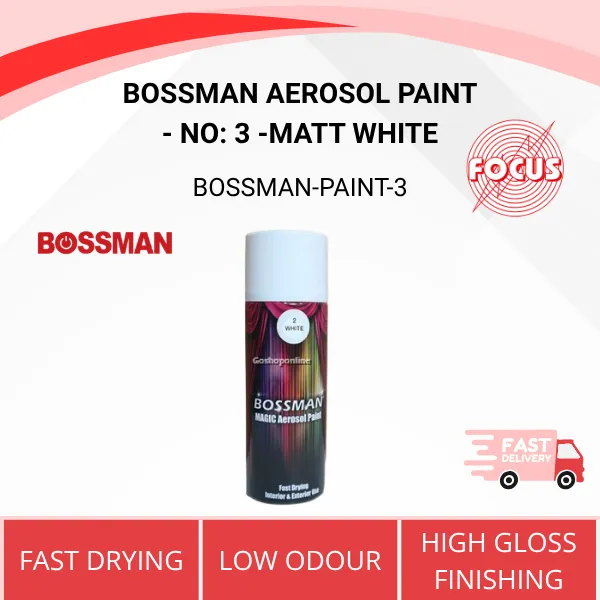 BOSSMAN AEROSOL PAINT
- NO: 3 -MATT WHITE
BOSSMAN-PAINT-3
FOCUS
BOSSMAN
2
WHITE
Goshoponline
BOSSMAN
MAGIC Aerosol Paint
Fast Drying
Interior & Exterior Use
FAST
DELIVERY
FAST DRYING
LOW ODOUR
HIGH GLOSS
FINISHING